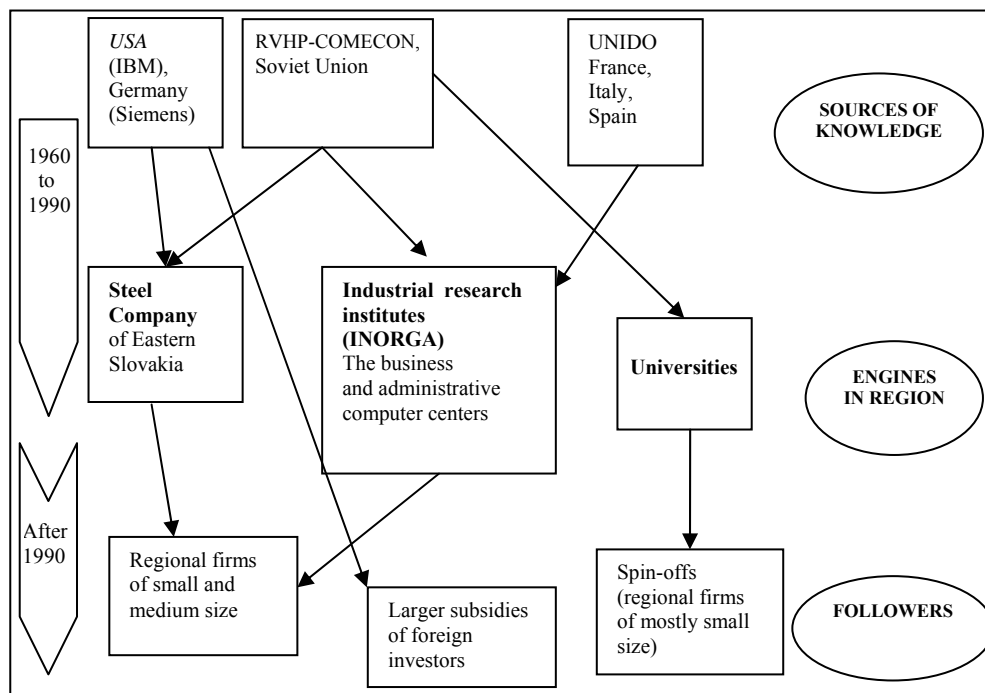 USA
(IBM),
Germany
(Siemens)
RVHP-COMECON,
Soviet Union
UNIDO
France,
Italy,
Spain
SOURCES OF
KNOWLEDGE
1960
to
1990
Steel
Company
of Eastern
Slovakia
Industrial research
institutes
(INORGA)
The business
and administrative
computer centers
Universities
ENGINES
IN REGION
After
1990
Regional firms
of small and
medium size
Larger subsidies
of foreign
investors
Spin-offs
(regional firms
of mostly small
size)
FOLLOWERS